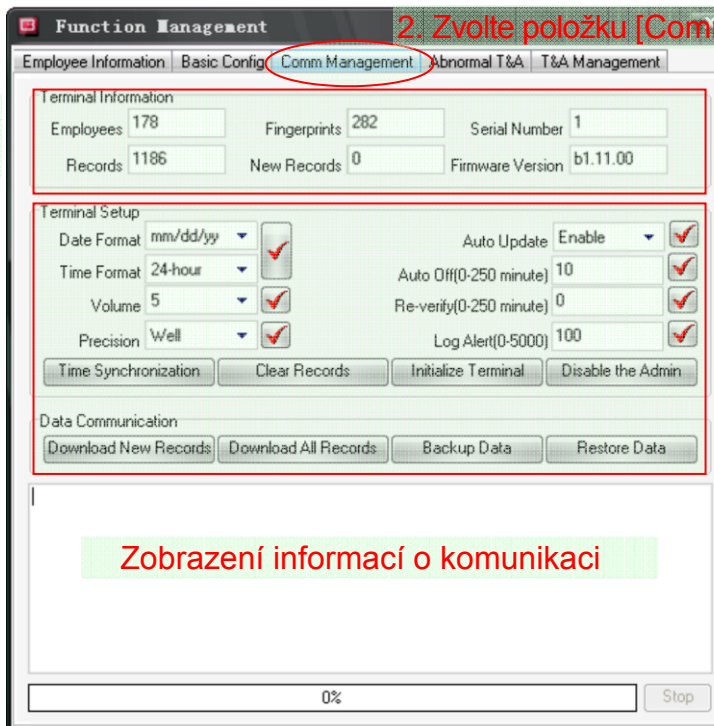 Function Management
2. Zvolte položku [Com
Employee Information Basic Config Comm Management Abnormal T&A T&A Management
Terminal Information
Employees 178 Fingerprints 282 Serial Number 1
Records 1186 New Records 0 Firmware Version b1.11.00
Terminal Setup
Date Format mm/dd/yy Auto Update Enable
Time Format 24-hour Auto Off(0-250 minute) 10
Volume 5 Re-verify(0-250 minute) 0
Precision Well Log Alert(0-5000) 100
Time Synchronization Clear Records Initialize Terminal Disable the Admin
Data Communication
Download New Records Download All Records Backup Data Restore Data
Zobrazení informací o komunikaci
0% Stop